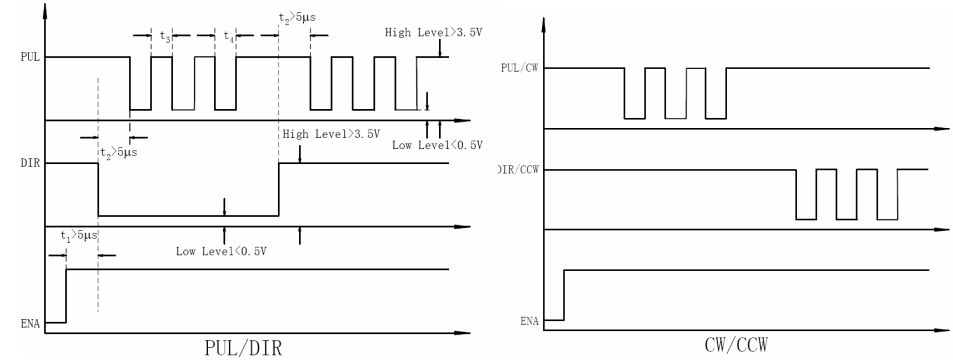 t₂>5μs
High Level>3.5V
t₃
t₄
PUL
t₂>5μs
High Level>3.5V
Low Level<0.5V
DIR
t₁>5μs
Low Level<0.5V
ENA
PUL/DIR
PUL/CW
DIR/CCW
ENA
CW/CCW